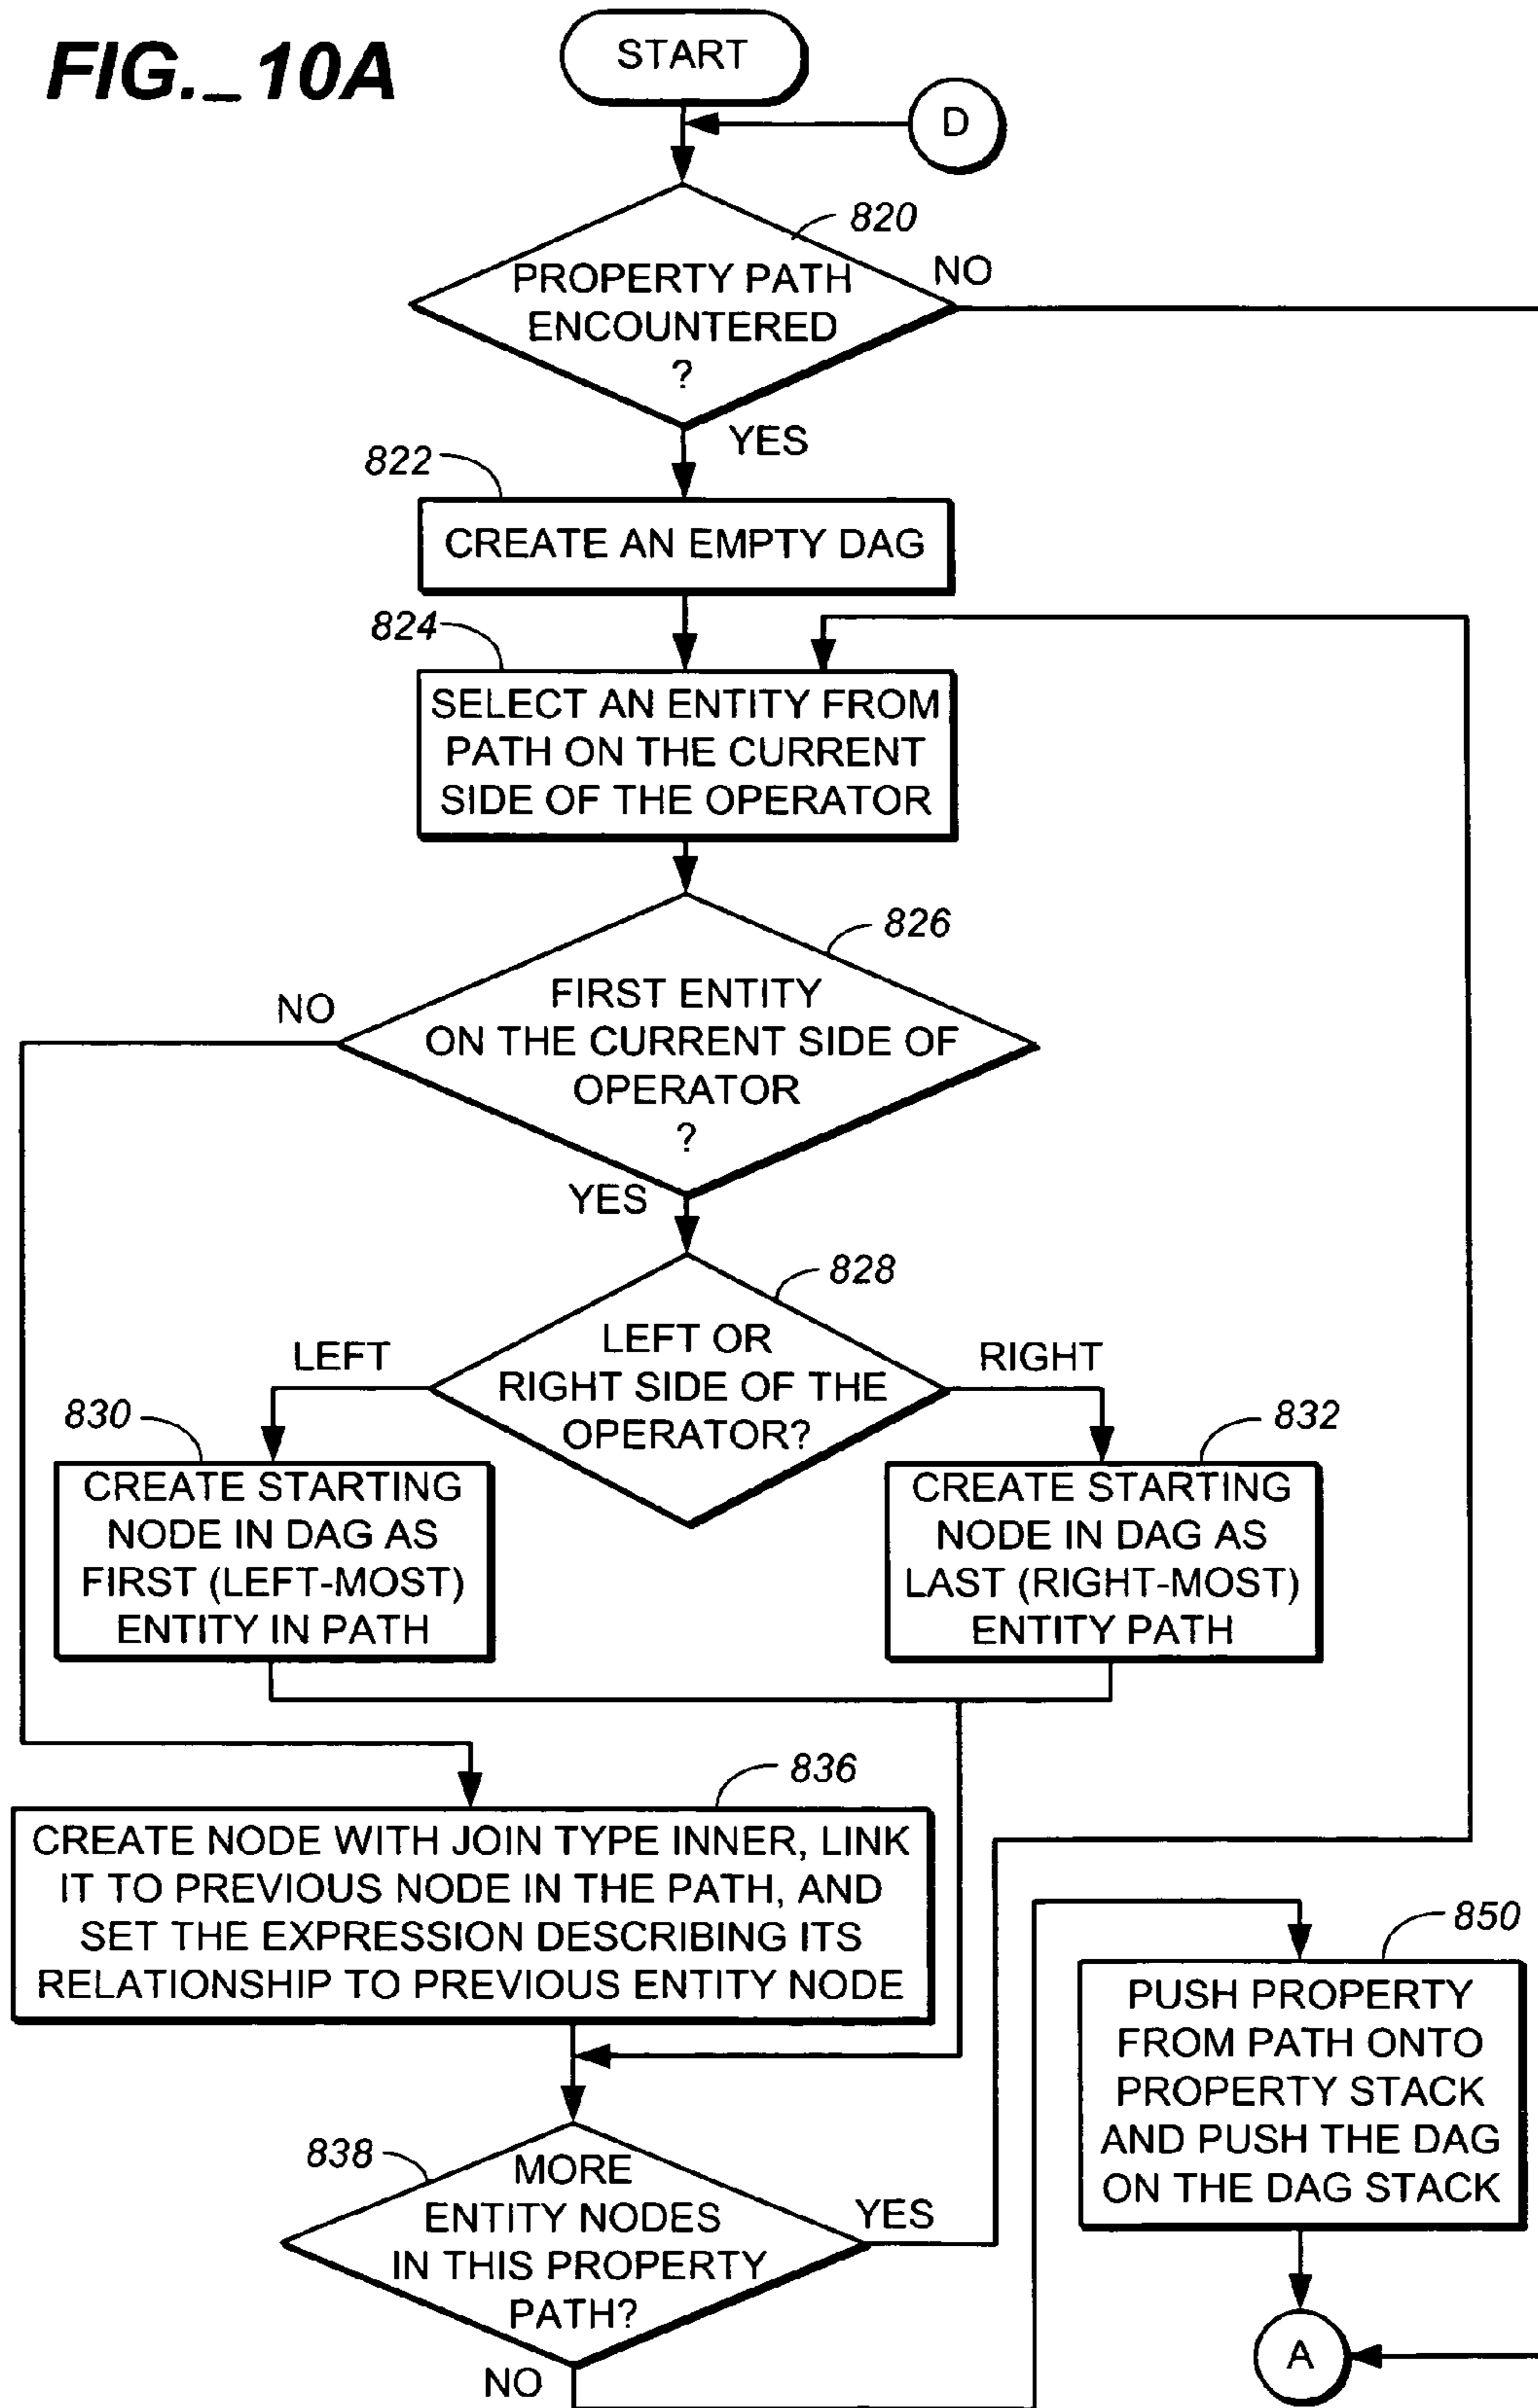 FIG._10A
START
D
820
PROPERTY PATH
ENCOUNTERED
?
NO
YES
822
CREATE AN EMPTY DAG
824
SELECT AN ENTITY FROM
PATH ON THE CURRENT
SIDE OF THE OPERATOR
826
FIRST ENTITY
ON THE CURRENT SIDE OF
OPERATOR
?
NO
YES
828
LEFT OR
RIGHT SIDE OF THE
OPERATOR?
LEFT
RIGHT
830
CREATE STARTING
NODE IN DAG AS
FIRST (LEFT-MOST)
ENTITY IN PATH
832
CREATE STARTING
NODE IN DAG AS
LAST (RIGHT-MOST)
ENTITY PATH
836
CREATE NODE WITH JOIN TYPE INNER, LINK
IT TO PREVIOUS NODE IN THE PATH, AND
SET THE EXPRESSION DESCRIBING ITS
RELATIONSHIP TO PREVIOUS ENTITY NODE
838
MORE
ENTITY NODES
IN THIS PROPERTY
PATH?
YES
NO
850
PUSH PROPERTY
FROM PATH ONTO
PROPERTY STACK
AND PUSH THE DAG
ON THE DAG STACK
A